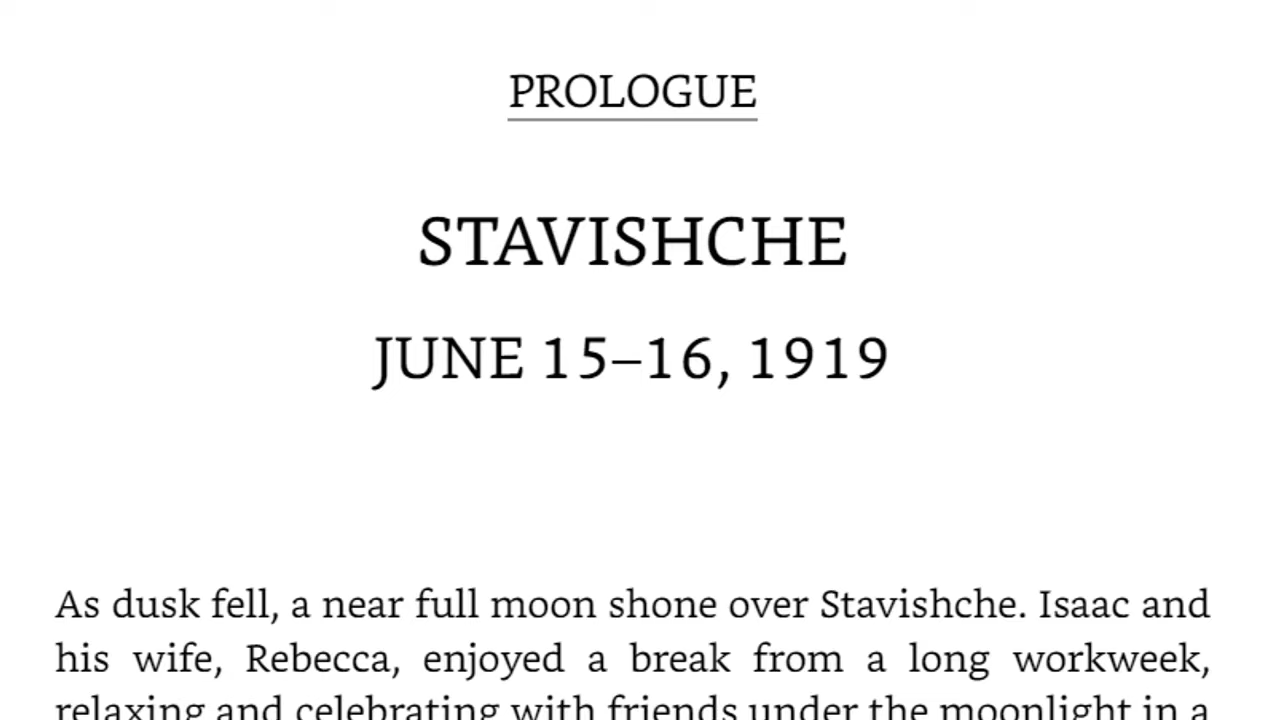 PROLOGUE
STAVISHCHE
JUNE 15–16, 1919
As dusk fell, a near full moon shone over Stavishche. Isaac and
his wife, Rebecca, enjoyed a break from a long workweek,
relaxing and celebrating with friends under the moonlight in a